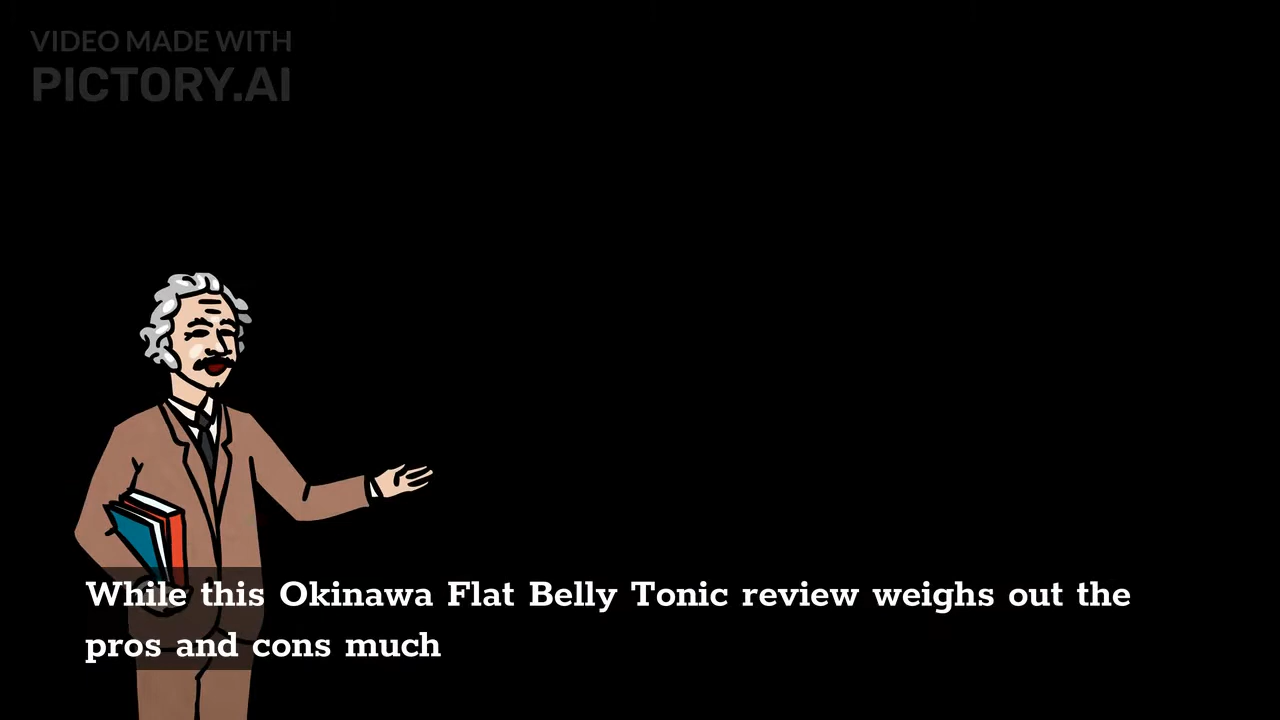 VIDEO MADE WITH
PICTORY.AI
While this Okinawa Flat Belly Tonic review weighs out the
pros and cons much